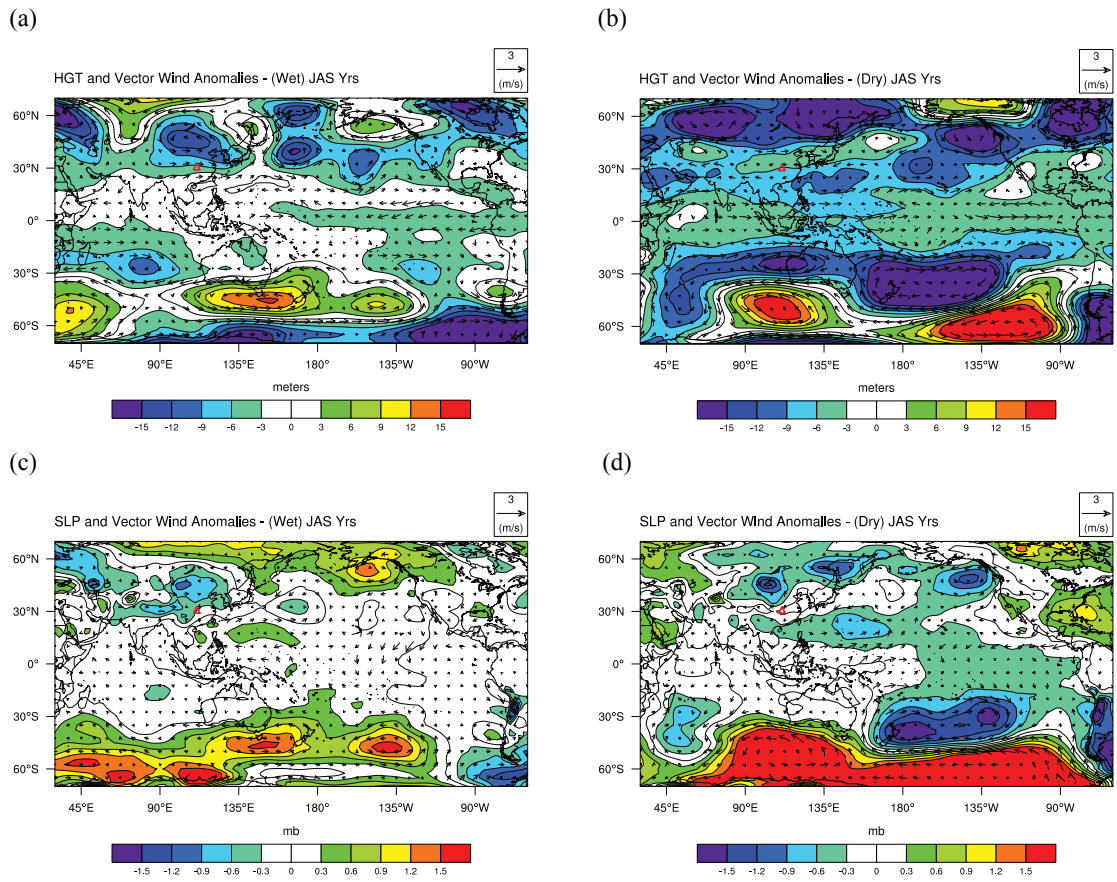 (a)
3
(m/s)
HGT and Vector Wind Anomalies - (Wet) JAS Yrs
60°N
30°N
0°
30°S
60°S
45°E 90°E 135°E 180° 135°W 90°W
meters
-15 -12 -9 -6 -3 0 3 6 9 12 15
(b)
3
(m/s)
HGT and Vector Wind Anomalies - (Dry) JAS Yrs
60°N
30°N
0°
30°S
60°S
45°E 90°E 135°E 180° 135°W 90°W
meters
-15 -12 -9 -6 -3 0 3 6 9 12 15
(c)
3
(m/s)
SLP and Vector Wind Anomalies - (Wet) JAS Yrs
60°N
30°N
0°
30°S
60°S
45°E 90°E 135°E 180° 135°W 90°W
mb
-1.5 -1.2 -0.9 -0.6 -0.3 0 0.3 0.6 0.9 1.2 1.5
(d)
3
(m/s)
SLP and Vector WInd Anomalies - (Dry) JAS Yrs
60°N
30°N
0°
30°S
60°S
45°E 90°E 135°E 180° 135°W 90°W
mb
-1.5 -1.2 -0.9 -0.6 -0.3 0 0.3 0.6 0.9 1.2 1.5